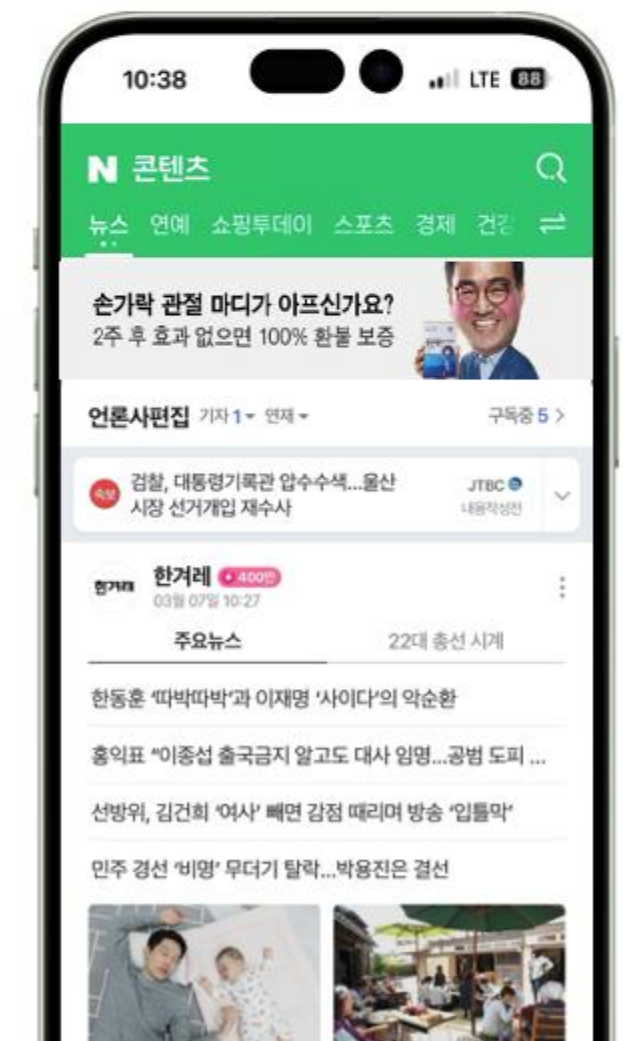 10:38
LTE 88
N 콘텐츠
뉴스 연예 쇼핑투데이 스포츠 경제 건강
손가락 관절 마디가 아프신가요?
2주 후 효과 없으면 100% 환불 보증
언론사편집 기자 1 연재 구독중 5 >
속보 검찰, 대통령기록관 압수수색...울산
시장 선거개입 재수사
JTBC
내용작성전
한겨레 한겨레 400만
03월 07일 10:27
주요뉴스 22대 총선 시계
한동훈 ‘따박따박’과 이재명 ‘사이다’의 악순환
홍익표 “이종섭 출국금지 알고도 대사 임명...공범 도피 ...
선방위, 김건희 ‘여사’ 빼면 감점 때리며 방송 ‘입틀막’
민주 경선 ‘비명’ 무더기 탈락...박용진은 결선